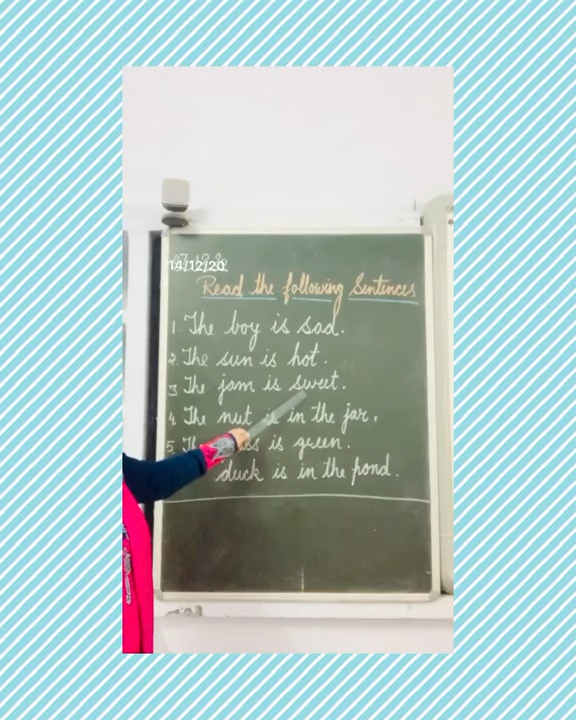 14/12/20
Read the following Sentences
1. The boy is sad.
2. The sun is hot.
3 The jam is sweet.
4 The nut is in the jar.
5 is green.
duck is in the pond.